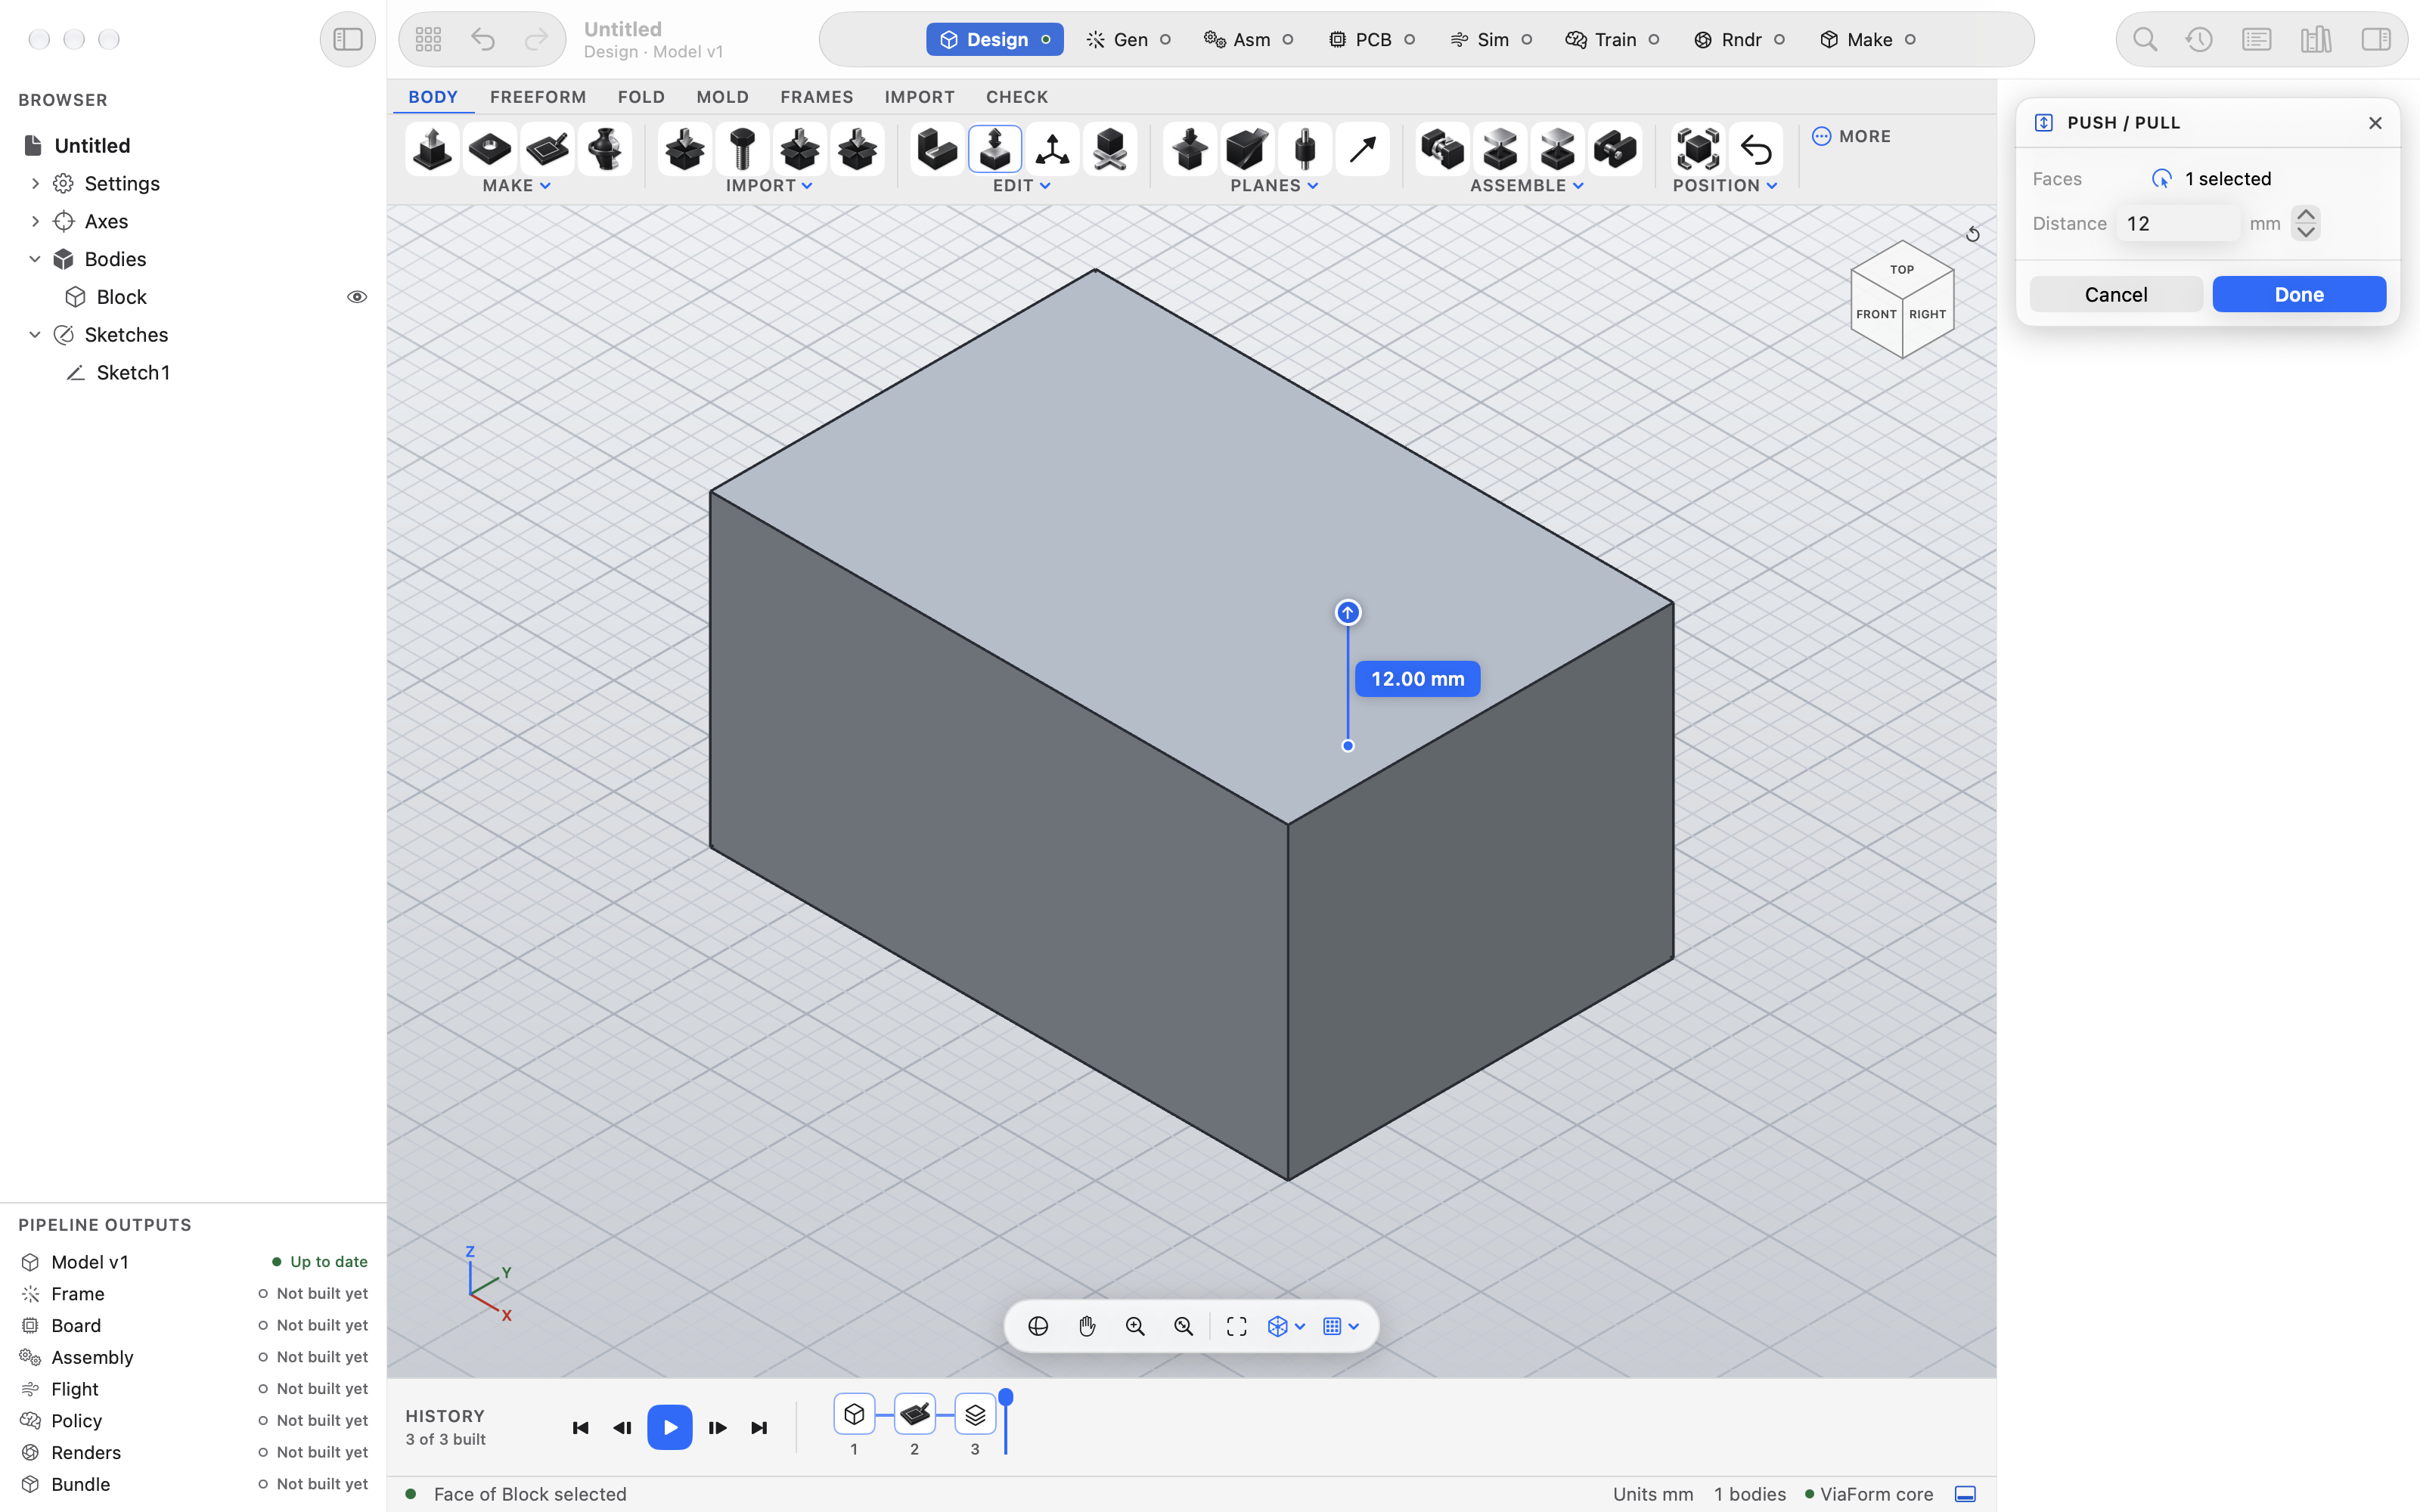 Untitled
Design · Model v1
Design
Gen
Asm
PCB
Sim
Train
Rndr
Make
BROWSER
Untitled
Settings
Axes
Bodies
Block
Sketches
Sketch1
BODY
FREEFORM
FOLD
MOLD
FRAMES
IMPORT
CHECK
MAKE
IMPORT
EDIT
PLANES
ASSEMBLE
POSITION
MORE
TOP
FRONT
RIGHT
12.00 mm
Z
Y
X
PUSH / PULL
Faces
1 selected
Distance
12
mm
Cancel
Done
PIPELINE OUTPUTS
Model v1 Up to date
Frame Not built yet
Board Not built yet
Assembly Not built yet
Flight Not built yet
Policy Not built yet
Renders Not built yet
Bundle Not built yet
HISTORY
3 of 3 built
1
2
3
Face of Block selected
Units mm
1 bodies
ViaForm core